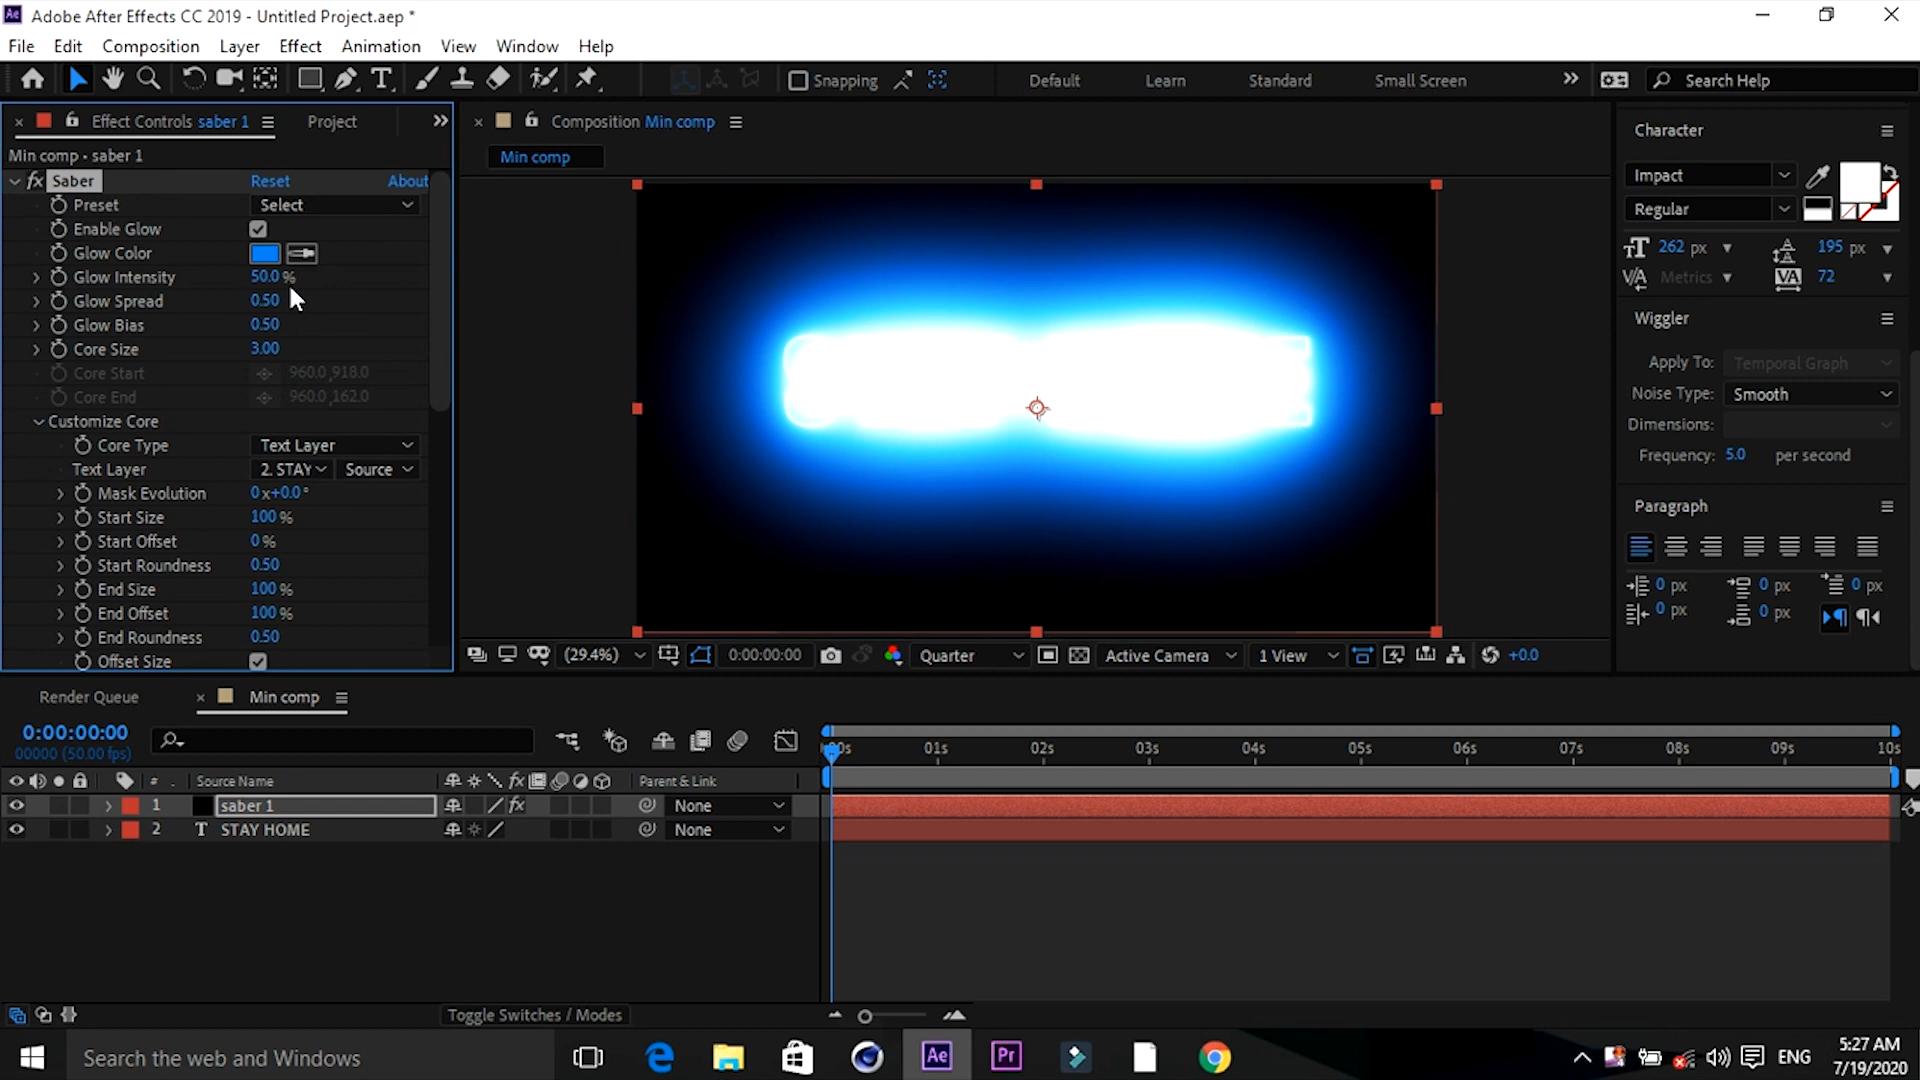 Ae Adobe After Effects CC 2019 - Untitled Project.aep *
File Edit Composition Layer Effect Animation View Window Help
Snapping Default Learn Standard Small Screen Search Help
Effect Controls saber 1 Project
Min comp • saber 1
fx Saber Reset About
Preset Select
Enable Glow
Glow Color
Glow Intensity 50.0 %
Glow Spread 0.50
Glow Bias 0.50
Core Size 3.00
Core Start 960.0,918.0
Core End 960.0,162.0
Customize Core
Core Type Text Layer
Text Layer 2. STAY Source
Mask Evolution 0x+0.0°
Start Size 100 %
Start Offset 0 %
Start Roundness 0.50
End Size 100 %
End Offset 100 %
End Roundness 0.50
Offset Size
Composition Min comp
Min comp
(29.4%) 0:00:00:00 Quarter Active Camera 1 View +0.0
Character
Impact
Regular
262 px 195 px
Metrics 72
Wiggler
Apply To: Temporal Graph
Noise Type: Smooth
Dimensions:
Frequency: 5.0 per second
Paragraph
0 px 0 px 0 px
0 px 0 px
Render Queue Min comp
0:00:00:00
00000 (50.00 fps)
# Source Name fx Parent & Link
1 saber 1 fx None
2 T STAY HOME None
01s 02s 03s 04s 05s 06s 07s 08s 09s 10s
Toggle Switches / Modes
Search the web and Windows
Ae Pr
ENG
5:27 AM
7/19/2020